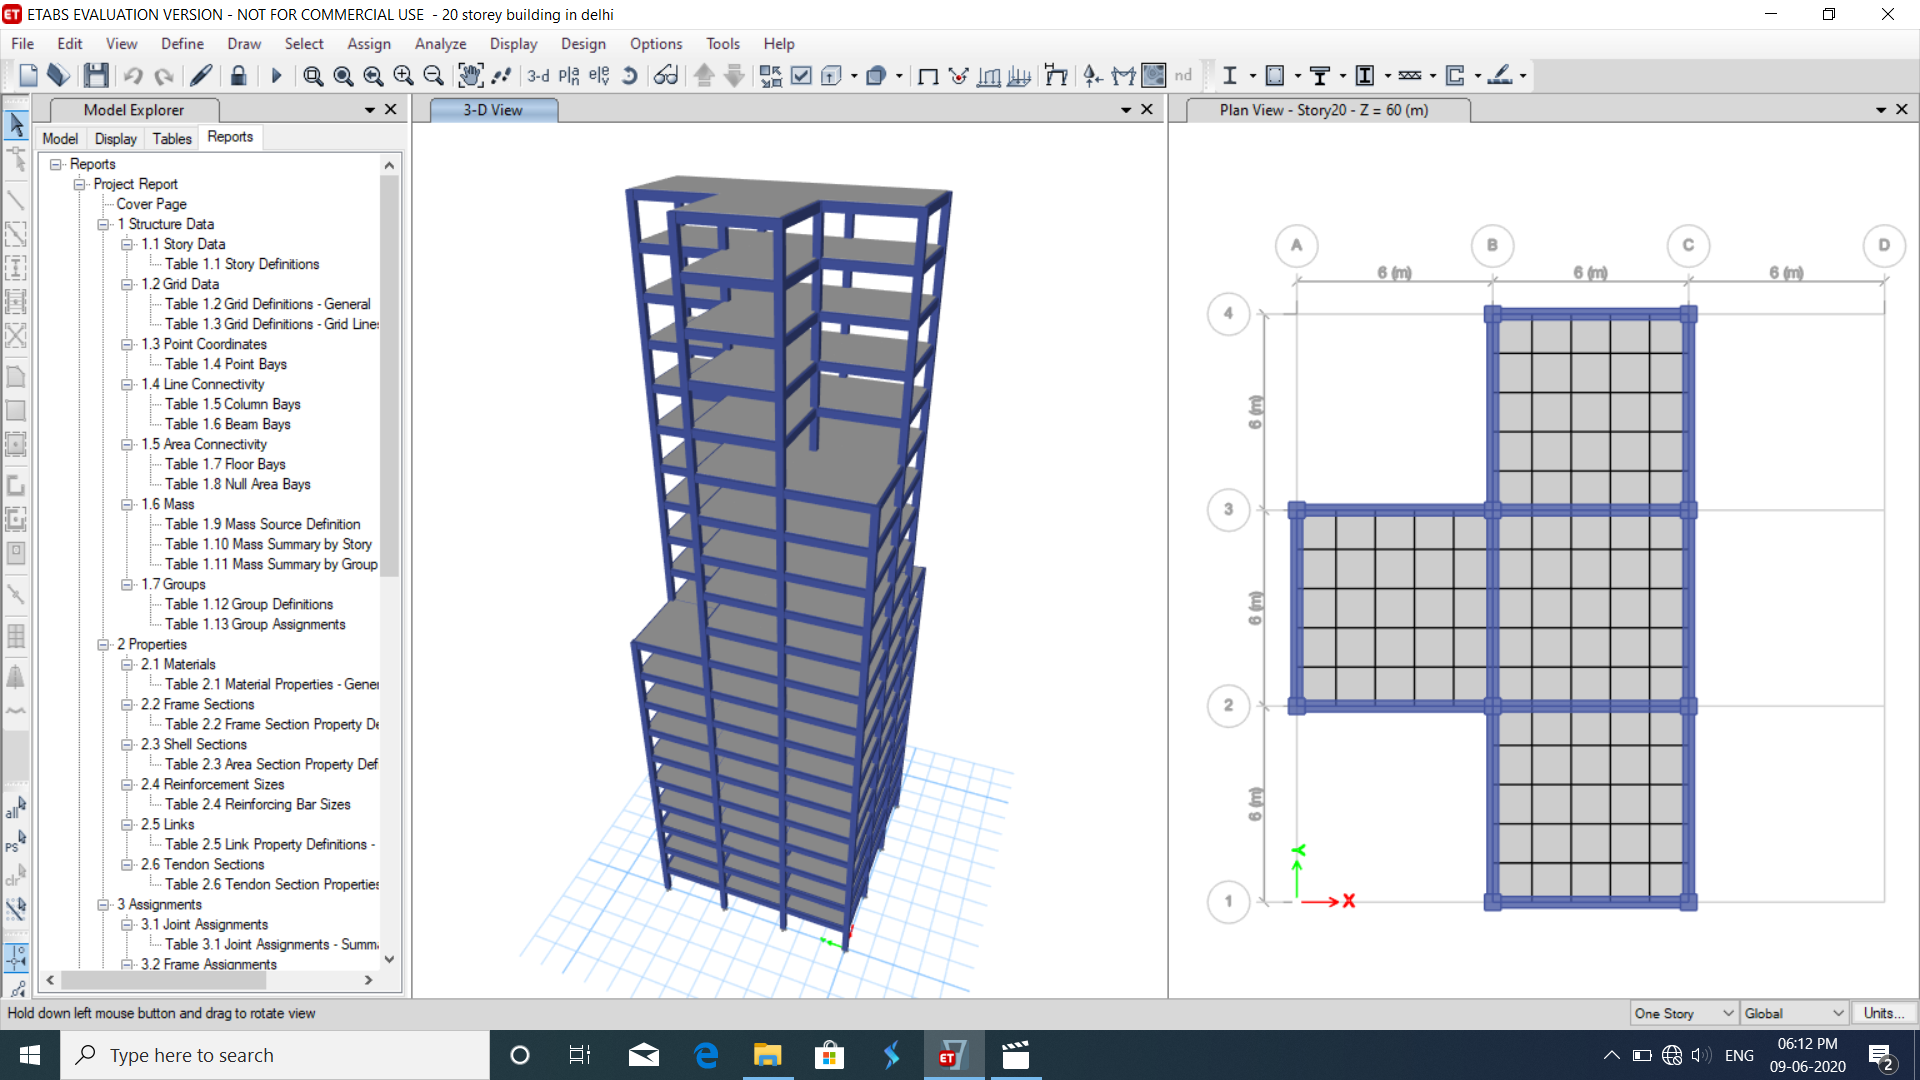 ET ETABS EVALUATION VERSION - NOT FOR COMMERCIAL USE - 20 storey building in delhi
File Edit View Define Draw Select Assign Analyze Display Design Options Tools Help
3-d nd
Model Explorer
Model Display Tables Reports
Reports
Project Report
Cover Page
1 Structure Data
1.1 Story Data
Table 1.1 Story Definitions
1.2 Grid Data
Table 1.2 Grid Definitions - General
Table 1.3 Grid Definitions - Grid Line
1.3 Point Coordinates
Table 1.4 Point Bays
1.4 Line Connectivity
Table 1.5 Column Bays
Table 1.6 Beam Bays
1.5 Area Connectivity
Table 1.7 Floor Bays
Table 1.8 Null Area Bays
1.6 Mass
Table 1.9 Mass Source Definition
Table 1.10 Mass Summary by Story
Table 1.11 Mass Summary by Group
1.7 Groups
Table 1.12 Group Definitions
Table 1.13 Group Assignments
2 Properties
2.1 Materials
Table 2.1 Material Properties - Gener
2.2 Frame Sections
Table 2.2 Frame Section Property De
2.3 Shell Sections
Table 2.3 Area Section Property Def
2.4 Reinforcement Sizes
Table 2.4 Reinforcing Bar Sizes
2.5 Links
Table 2.5 Link Property Definitions -
2.6 Tendon Sections
Table 2.6 Tendon Section Properties
3 Assignments
3.1 Joint Assignments
Table 3.1 Joint Assignments - Summ
3.2 Frame Assignments
all
PS
clr
3-D View
Plan View - Story20 - Z = 60 (m)
A B C D
6 (m) 6 (m) 6 (m)
4
6 (m)
3
6 (m)
2
6 (m)
1
Y
X
Hold down left mouse button and drag to rotate view
One Story Global Units...
Type here to search
ET
ENG
06:12 PM
09-06-2020
2